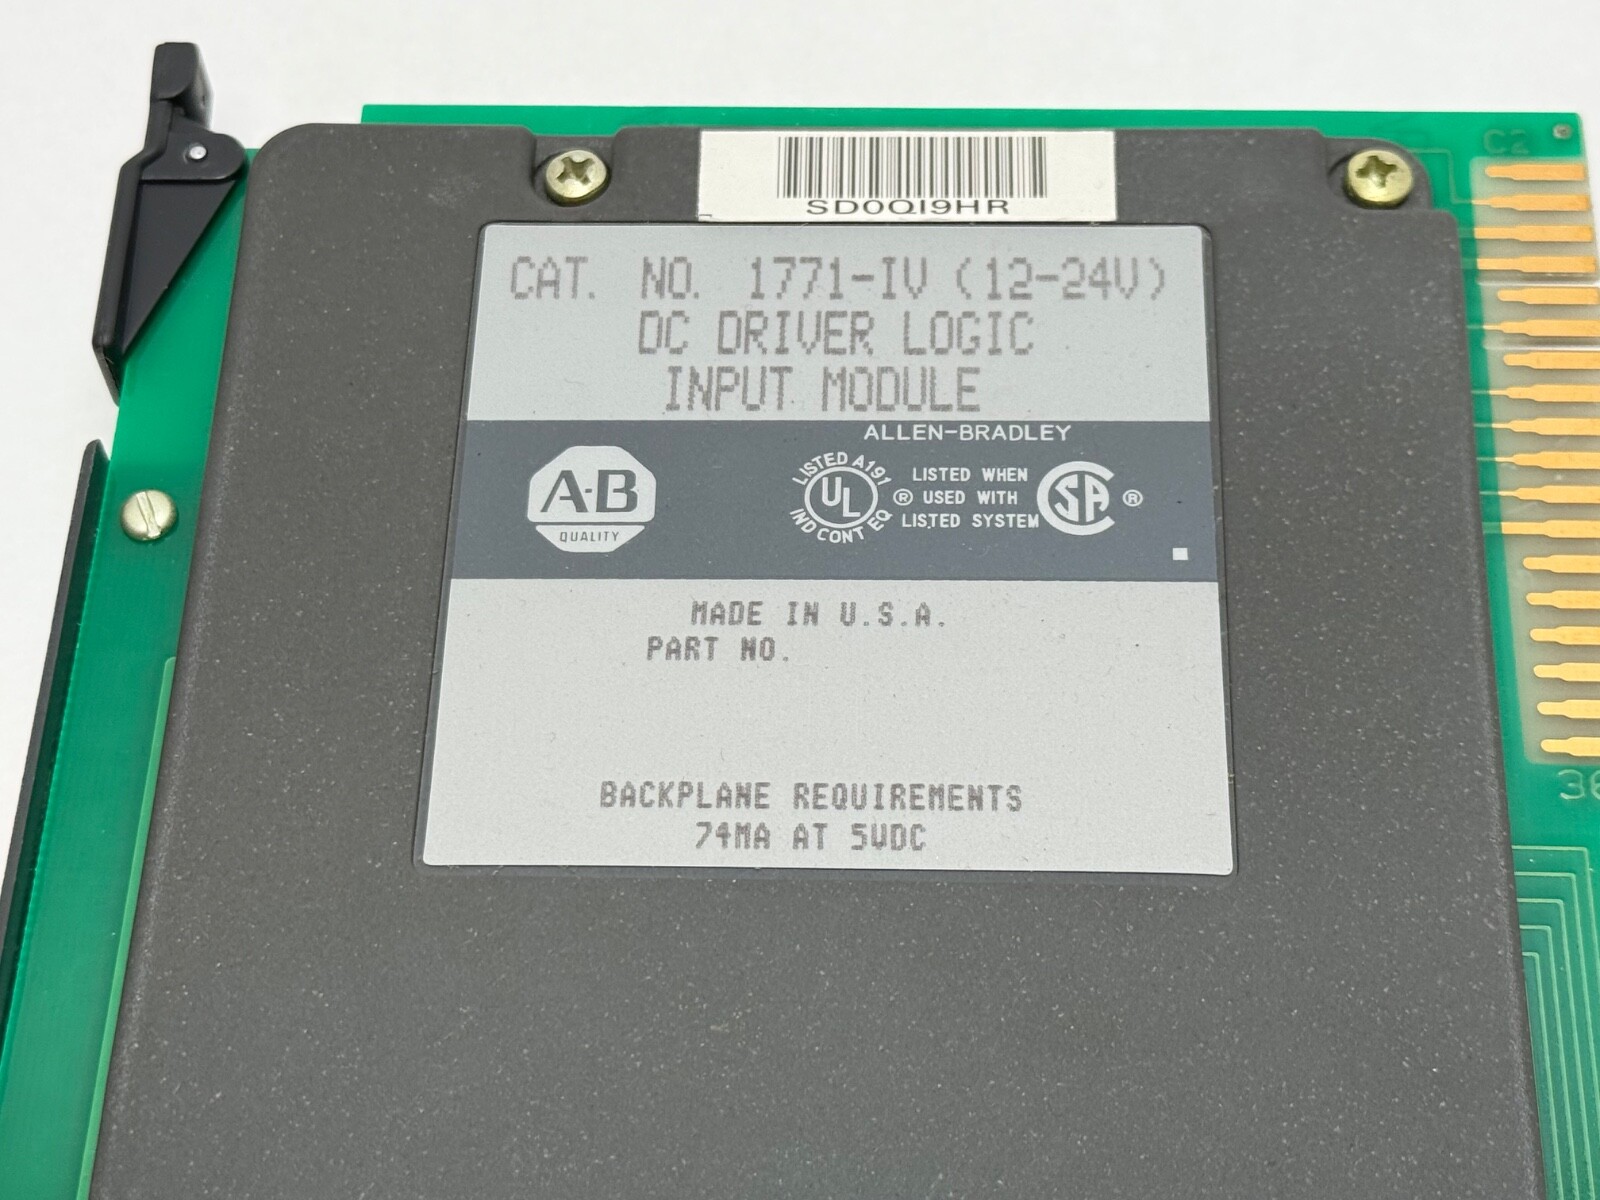 C2
SD0QI9HR
CAT. NO. 1771-IV (12-24V)
DC DRIVER LOGIC
INPUT MODULE
ALLEN-BRADLEY
A-B
QUALITY
LISTED A191
UL
IND CONT EQ
®
LISTED WHEN
USED WITH
LISTED SYSTEM
SA
®
MADE IN U.S.A.
PART NO.
BACKPLANE REQUIREMENTS
74MA AT 5VDC